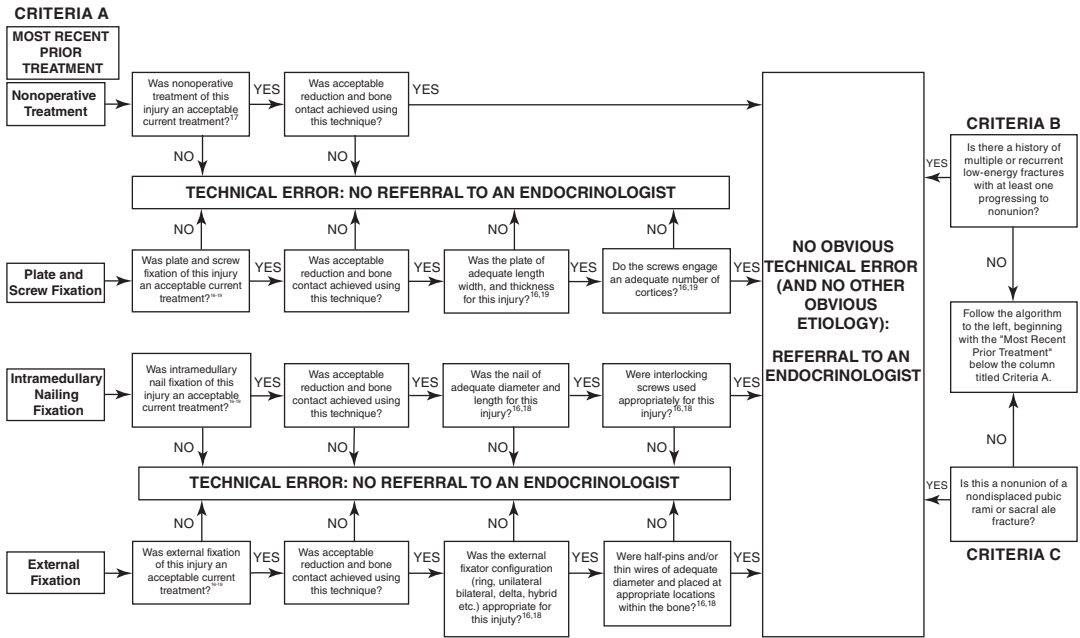 CRITERIA A
MOST RECENT
PRIOR
TREATMENT
Nonoperative
Treatment
Was nonoperative
treatment of this
injury an acceptable
current treatment?17
YES
Was acceptable
reduction and bone
ontact achieved using
this technique?
YES
NO
NO
TECHNICAL ERROR: NO REFERRAL TO AN ENDOCRINOLOGIST
NO
NO
NO
NO
Plate and
Screw Fixation
Was plate and screw
fixation of this injury
an acceptable current
treatment?16-19
YES
Was acceptable
reduction and bone
contact achieved using
this technique?
YES
Was the plate of
adequate length
width, and thickness
for this injury?16,19
YES
Do the screws engage
an adequate number of
cortices?16,19
YES
Intramedullary
Nailing
Fixation
Was intramedullary
nail fixation of this
injury an acceptable
current treatment?16-19
YES
Was acceptable
reduction and bone
contact achieved using
this technique?
YES
Was the nail of
adequate diameter and
length for this
injury?16,18
YES
Were interlocking
screws used
appropriately for this
injury?16,18
YES
NO
NO
NO
NO
TECHNICAL ERROR: NO REFERRAL TO AN ENDOCRINOLOGIST
NO
NO
NO
NO
External
Fixation
Was external fixation
of this injury an
acceptable current
treatment?16-19
YES
Was acceptable
reduction and bone
contact achieved using
this technique?
YES
Was the external
fixator configuration
(ring, unilateral
bilateral, delta, hybrid
etc.) appropriate for
this injuty?16,18
YES
Were half-pins and/or
thin wires of adequate
diameter and placed at
appropriate locations
within the bone?16,18
YES
NO OBVIOUS
TECHNICAL ERROR
(AND NO OTHER
OBVIOUS
ETIOLOGY):
REFERRAL TO AN
ENDOCRINOLOGIST
CRITERIA B
YES
Is there a history of
multiple or recurrent
low-energy fractures
with at least one
progressing to
nonunion?
NO
Follow the algorithm
to the left, beginning
with the "Most Recent
Prior Treatment"
below the column
titled Criteria A.
NO
YES
Is this a nonunion of a
nondisplaced pubic
rami or sacral ale
fracture?
CRITERIA C